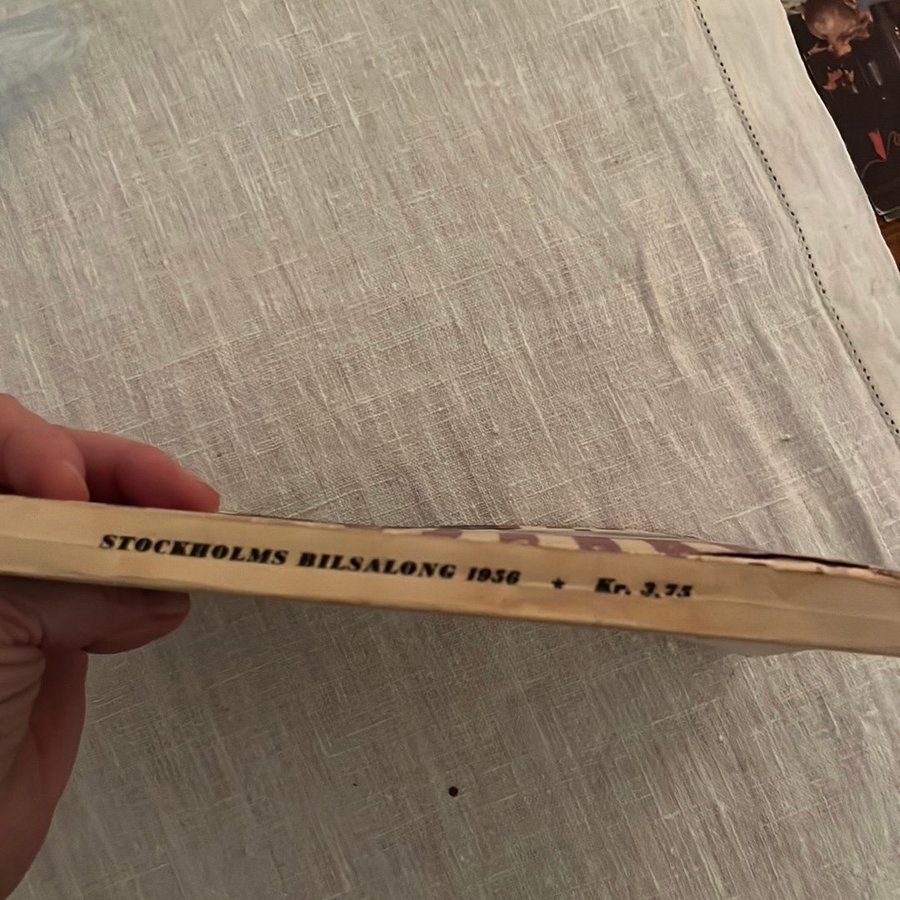 STOCKHOLMS BILSALONG 1956 ★ Kr. 3,75